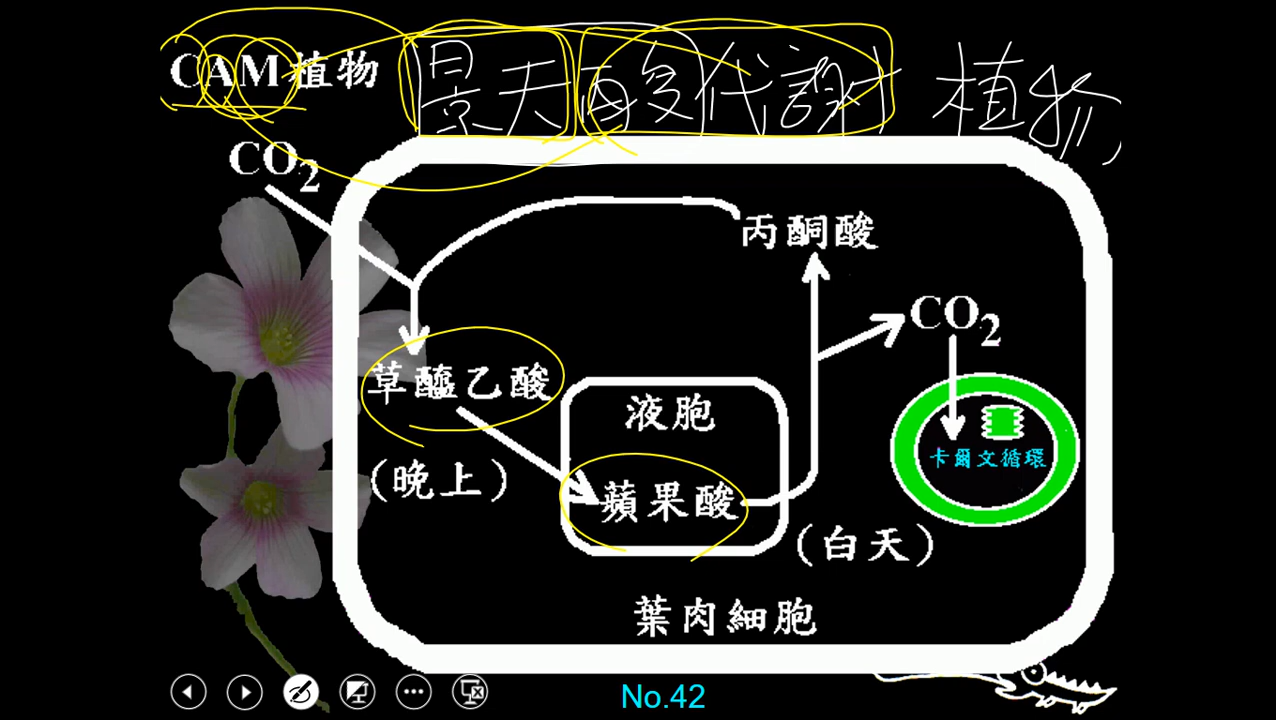 CAM植物 景天酸代謝植物
CO2
丙酮酸
CO2
草醯乙酸
液胞
卡爾文循環
(晚上)
蘋果酸
(白天)
葉肉細胞
No.42